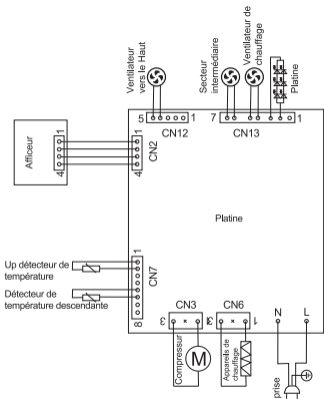 Ventilateur
vers le Haut
Secteur
intermédiaire
Ventilateur de
chauffage
Platine
5 1
CN12
7 1
CN13
Afficeur
1
4
1
4
CN2
Platine
Up détecteur de
température
Détecteur de
température descendante
1
8
CN7
CN3
3 1
CN6
3 1
N L
Compressur
M
Appareils de
chauffage
prise